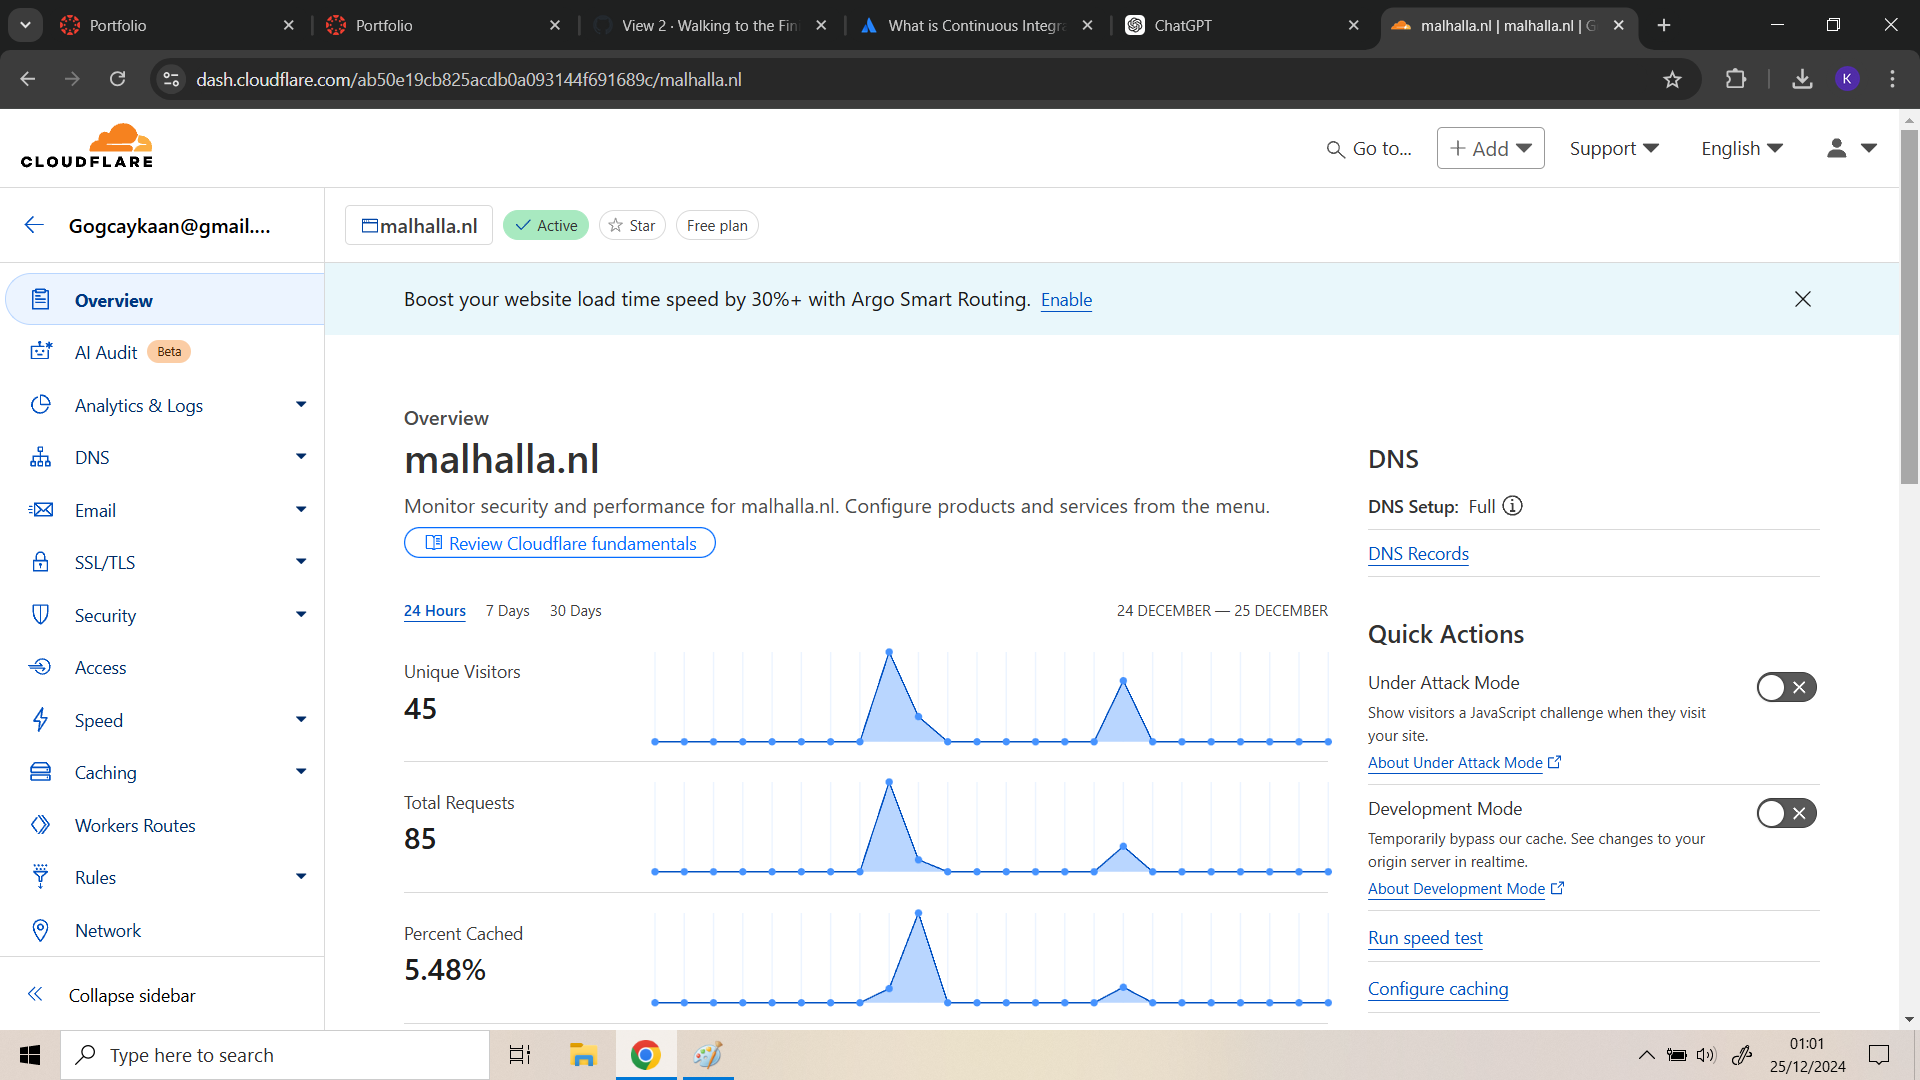 Portfolio
Portfolio
View 2 · Walking to the Fin
What is Continuous Integra
ChatGPT
malhalla.nl | malhalla.nl | G
dash.cloudflare.com/ab50e19cb825acdb0a093144f691689c/malhalla.nl
K
CLOUDFLARE
Go to...
Add
Support
English
Gogcaykaan@gmail....
malhalla.nl
Active
Star
Free plan
Boost your website load time speed by 30%+ with Argo Smart Routing. Enable
Overview
AI Audit Beta
Analytics & Logs
DNS
Email
SSL/TLS
Security
Access
Speed
Caching
Workers Routes
Rules
Network
Collapse sidebar
Overview
malhalla.nl
Monitor security and performance for malhalla.nl. Configure products and services from the menu.
Review Cloudflare fundamentals
24 Hours 7 Days 30 Days
24 DECEMBER — 25 DECEMBER
Unique Visitors
45
Total Requests
85
Percent Cached
5.48%
DNS
DNS Setup: Full
DNS Records
Quick Actions
Under Attack Mode
Show visitors a JavaScript challenge when they visit
your site.
About Under Attack Mode
Development Mode
Temporarily bypass our cache. See changes to your
origin server in realtime.
About Development Mode
Run speed test
Configure caching
Type here to search
01:01
25/12/2024